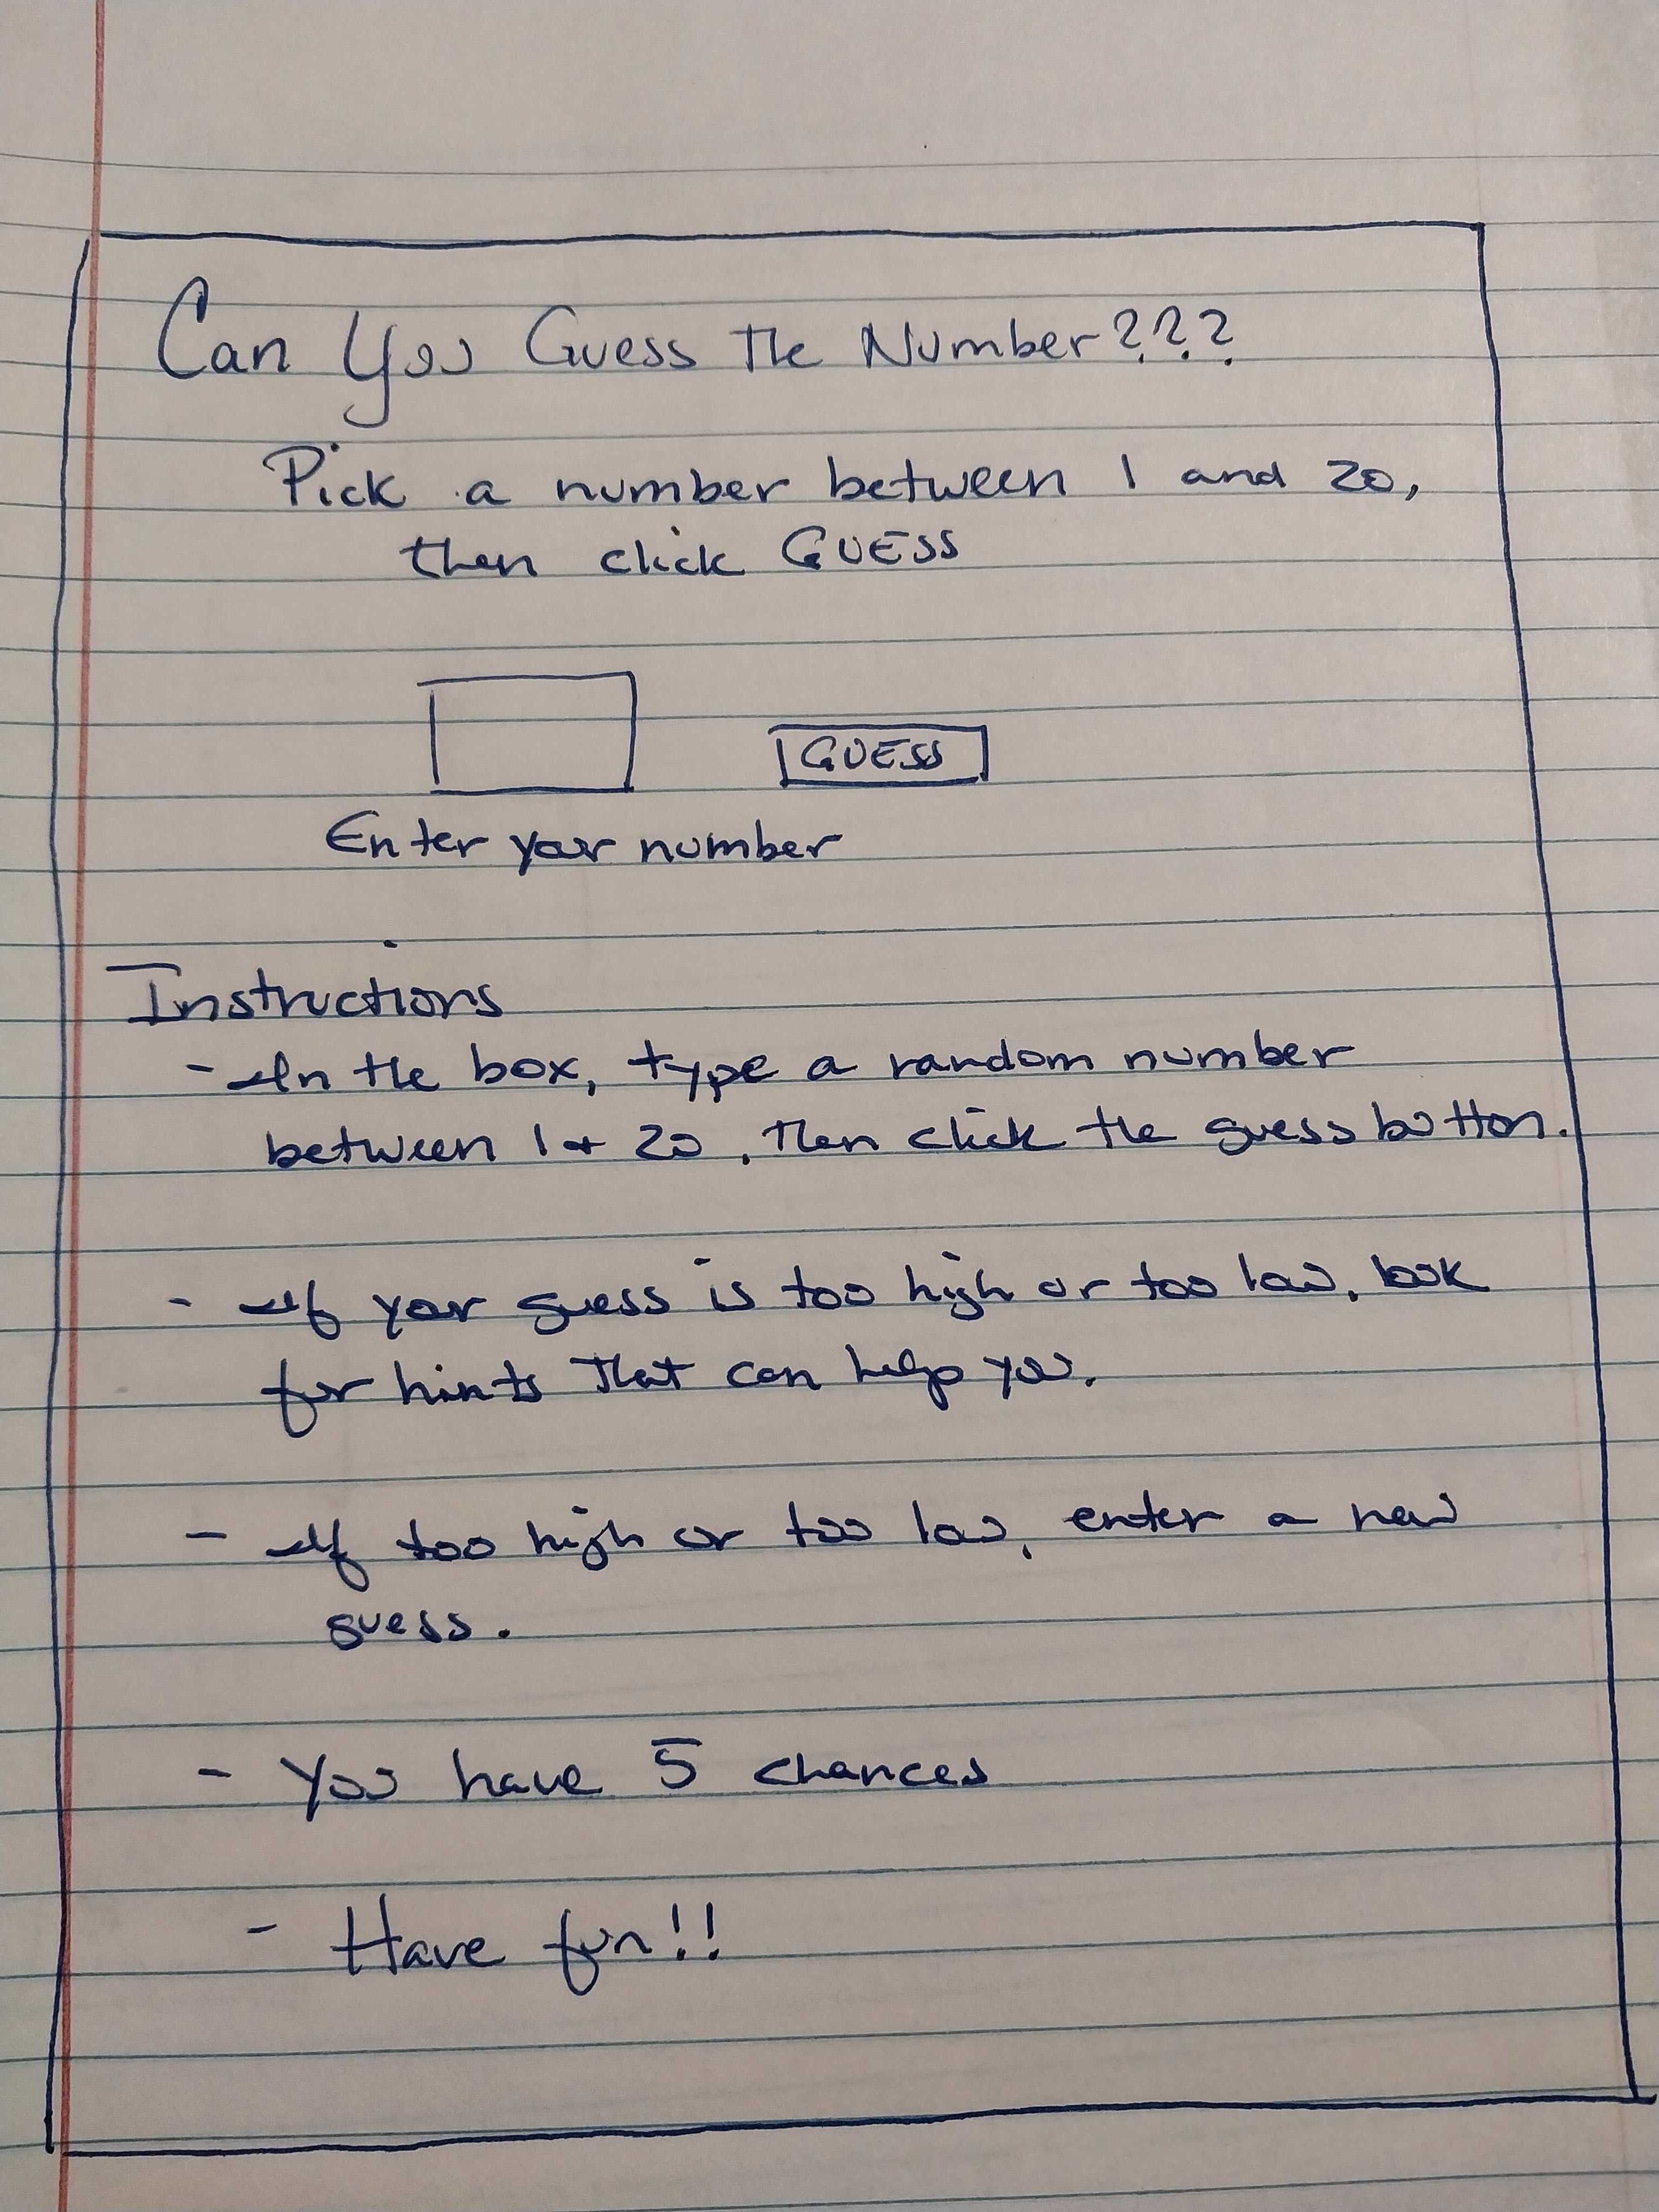 Can You Guess The Number???
Pick a number between 1 and 20,
then click GUESS
GUESS
Enter your number
Instructions
- In the box, type a random number
between 1 + 20. Then click the guess button.
- If your guess is too high or too low, look
for hints that can help you.
- If too high or too low, enter a new
guess.
- You have 5 chances
- Have fun!!